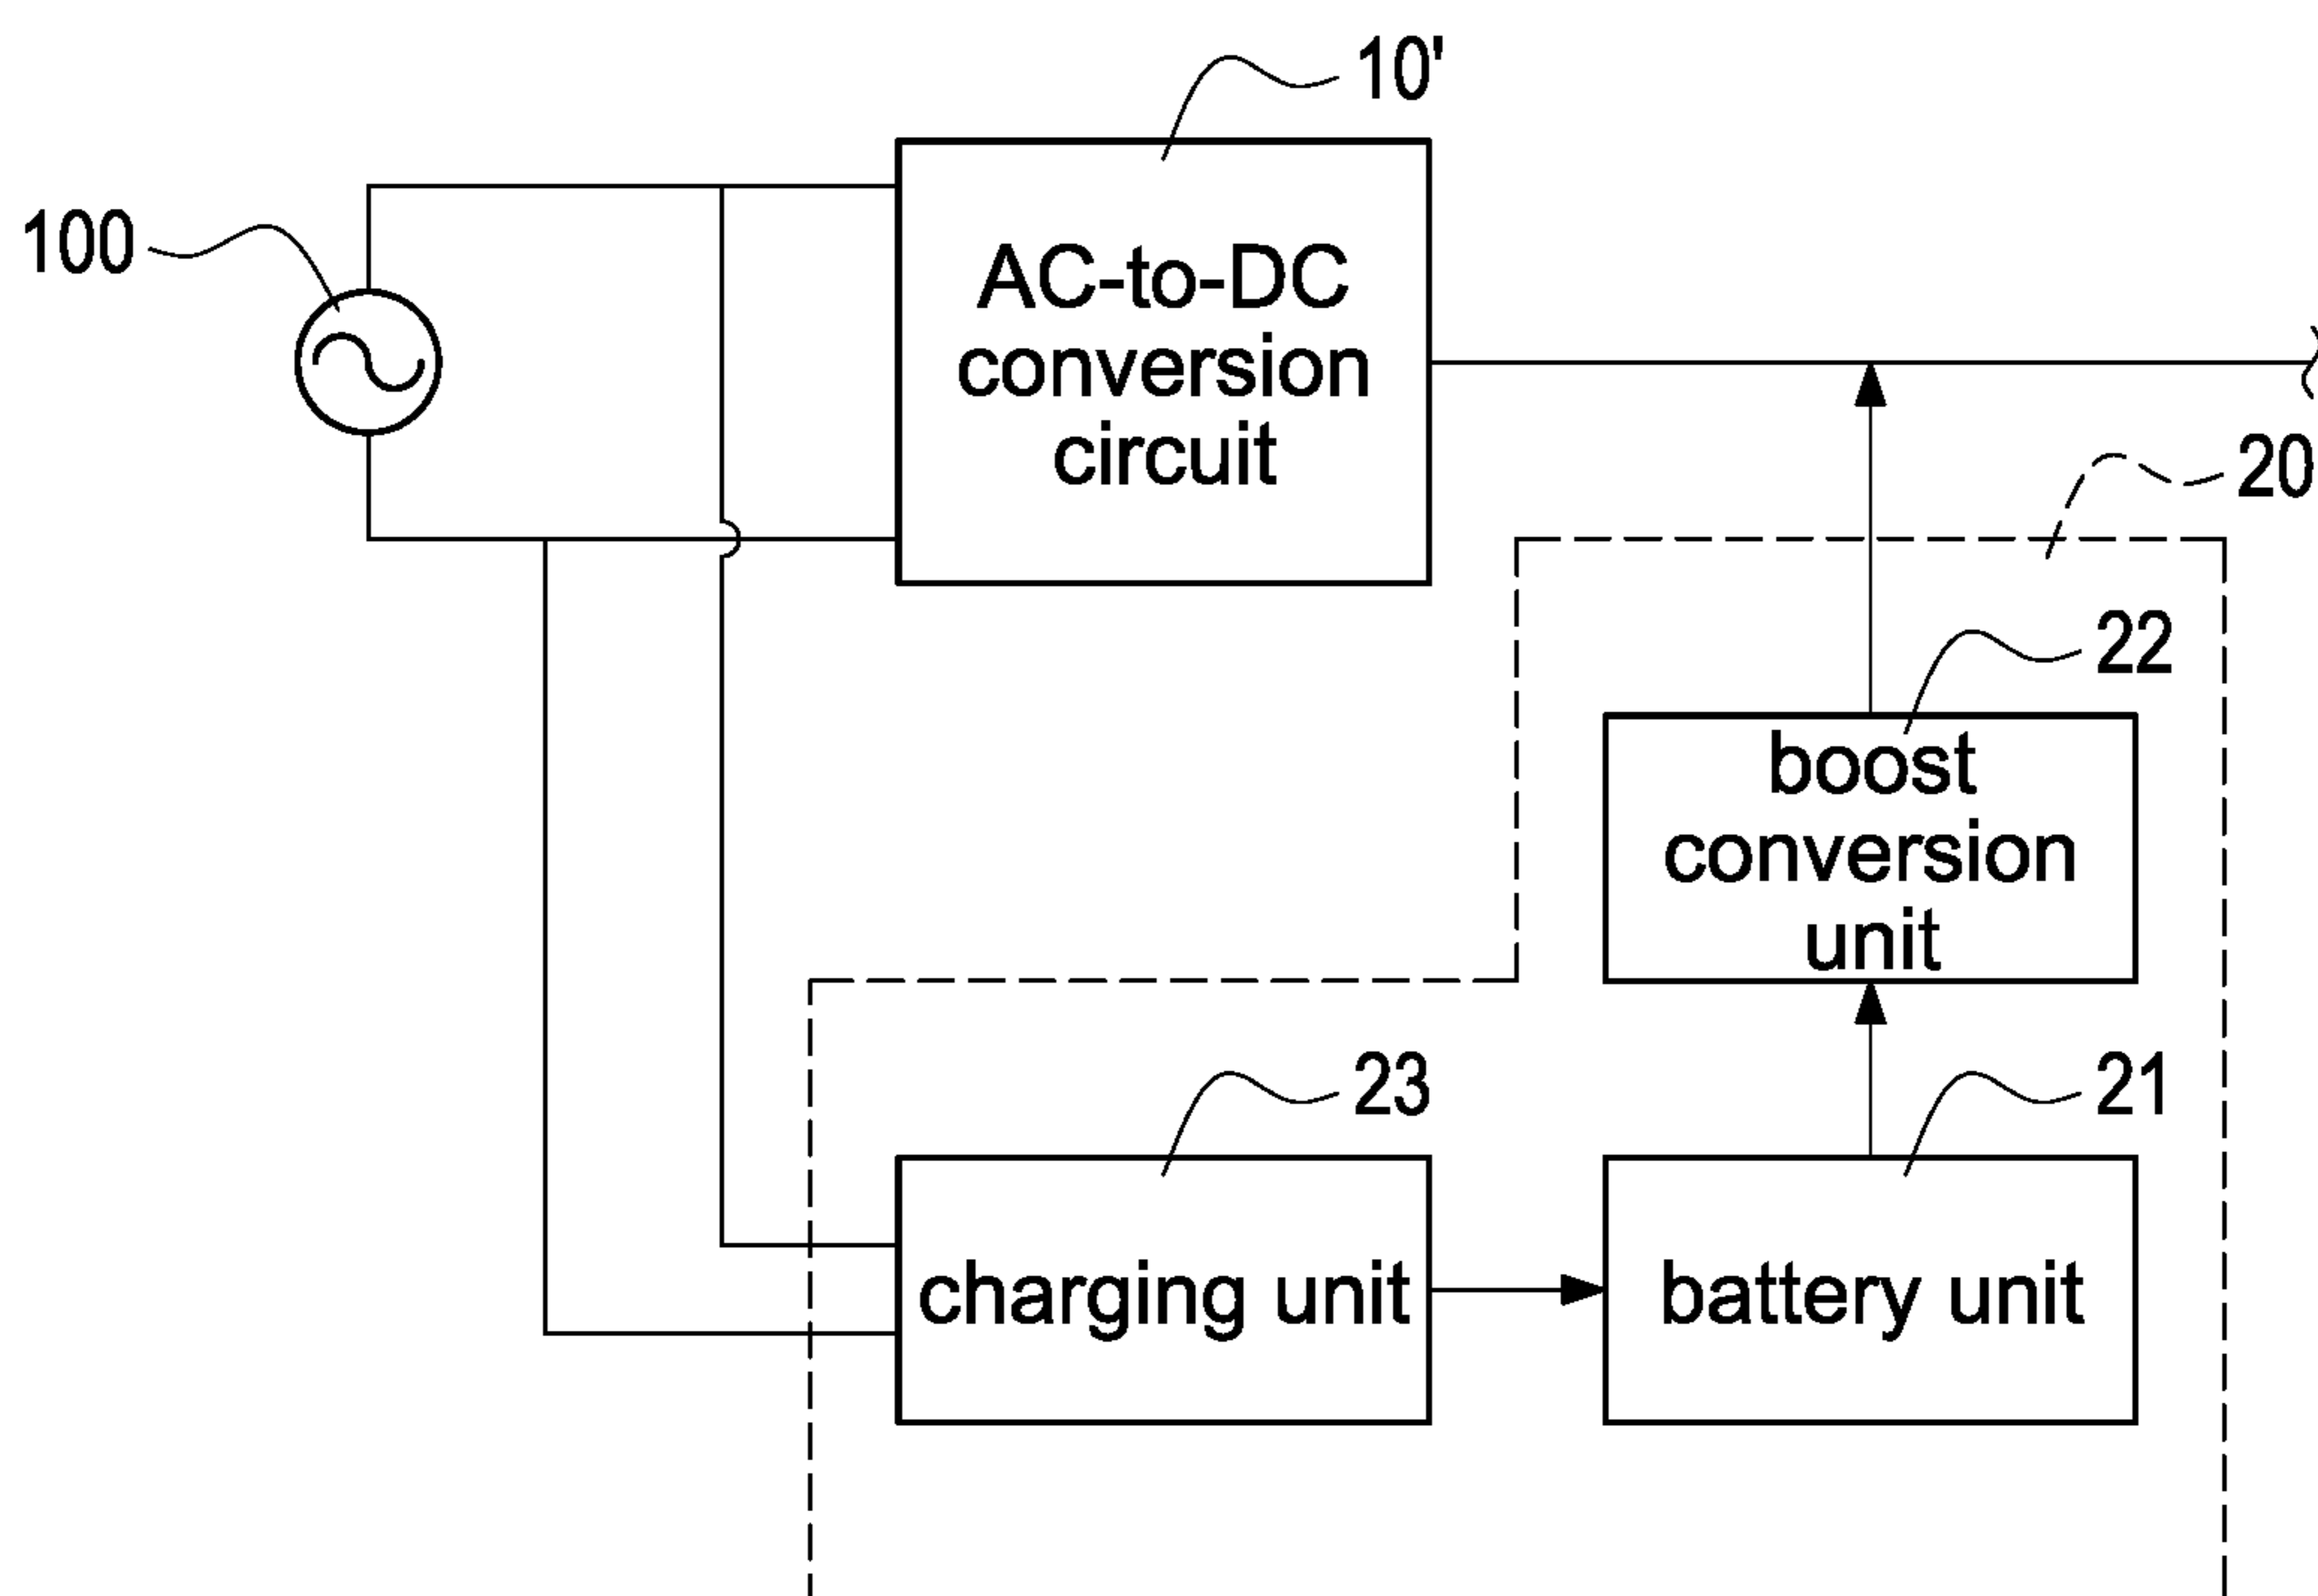 10'
100
AC-to-DC
conversion
circuit
20
22
boost
conversion
unit
23
21
charging unit
battery unit